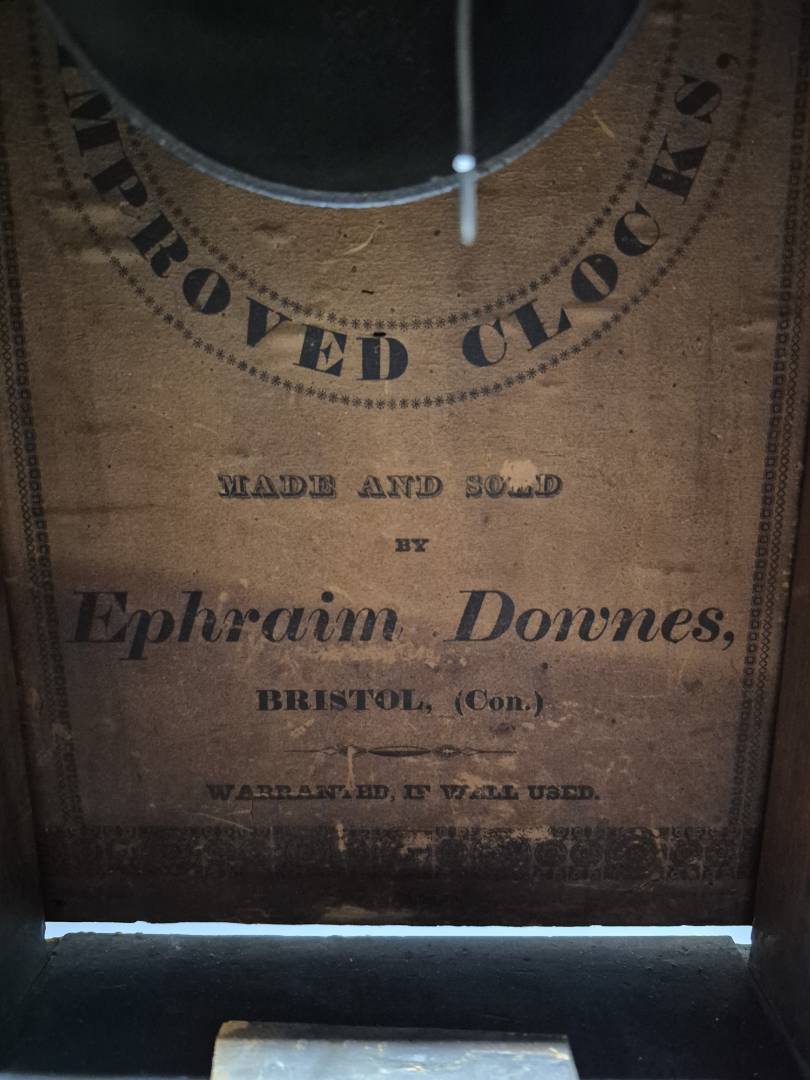 IMPROVED CLOCKS,
MADE AND SOLD
BY
Ephraim Downes,
BRISTOL, (Con.)
WARRANTED, IF WELL USED.